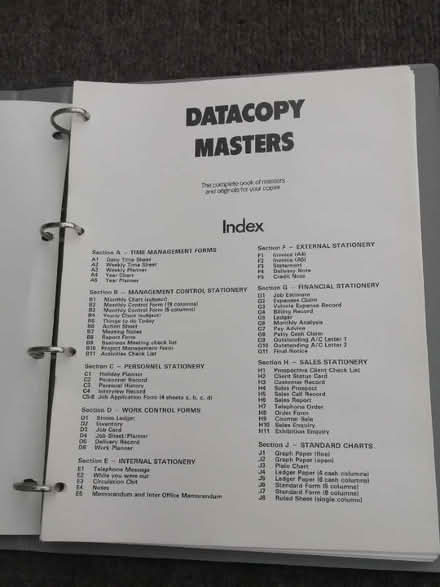 DATACOPY
MASTERS
The complete book of masters
and originals for your copier
Index
Section A – TIME MANAGEMENT FORMS
A1 Daily Time Sheet
A2 Weekly Time Sheet
A3 Weekly Planner
A4 Year Chart
A5 Year Planner
Section B – MANAGEMENT CONTROL STATIONERY
B1 Monthly Chart (subject)
B2 Monthly Control Form (19 columns)
B3 Monthly Control Form (5 columns)
B4 Yearly Chart (subject)
B5 Things to do Today
B6 Action Sheet
B7 Meeting Notes
B8 Report Form
B9 Business Meeting check list
B10 Project Management Form
B11 Activities Check List
Section C – PERSONNEL STATIONERY
C1 Holiday Planner
C2 Personnel Record
C3 Personal History
C4 Interview Record
C5-8 Job Application Form (4 sheets a, b, c, d)
Section D – WORK CONTROL FORMS
D1 Stocks Ledger
D2 Inventory
D3 Job Card
D4 Job Sheet/Planner
D5 Delivery Record
D6 Work Planner
Section E – INTERNAL STATIONERY
E1 Telephone Message
E2 While you were out
E3 Circulation Chit
E4 Notes
E5 Memorandum and Inter Office Memorandum
Section F – EXTERNAL STATIONERY
F1 Invoice (A4)
F2 Invoice (A5)
F3 Statement
F4 Delivery Note
F5 Credit Note
Section G – FINANCIAL STATIONERY
G1 Job Estimate
G2 Expenses Claim
G3 Vehicle Expense Record
G4 Billing Record
G5 Ledger
G6 Monthly Analysis
G7 Pay Advice
G8 Petty Cash Claim
G9 Outstanding A/C Letter 1
G10 Outstanding A/C Letter 2
G11 Final Notice
Section H – SALES STATIONERY
H1 Prospective Client Check List
H2 Client Status Card
H3 Customer Record
H4 Sales Prospect
H5 Sales Call Record
H6 Sales Report
H7 Telephone Order
H8 Order Form
H9 Counter Sale
H10 Sales Enquiry
H11 Exhibition Enquiry
Section J – STANDARD CHARTS
J1 Graph Paper (fine)
J2 Graph Paper (open)
J3 Plain Chart
J4 Ledger Paper (4 cash columns)
J5 Ledger Paper (6 cash columns)
J6 Standard Form (6 columns)
J7 Standard Form (8 columns)
J8 Ruled Sheet (single column)